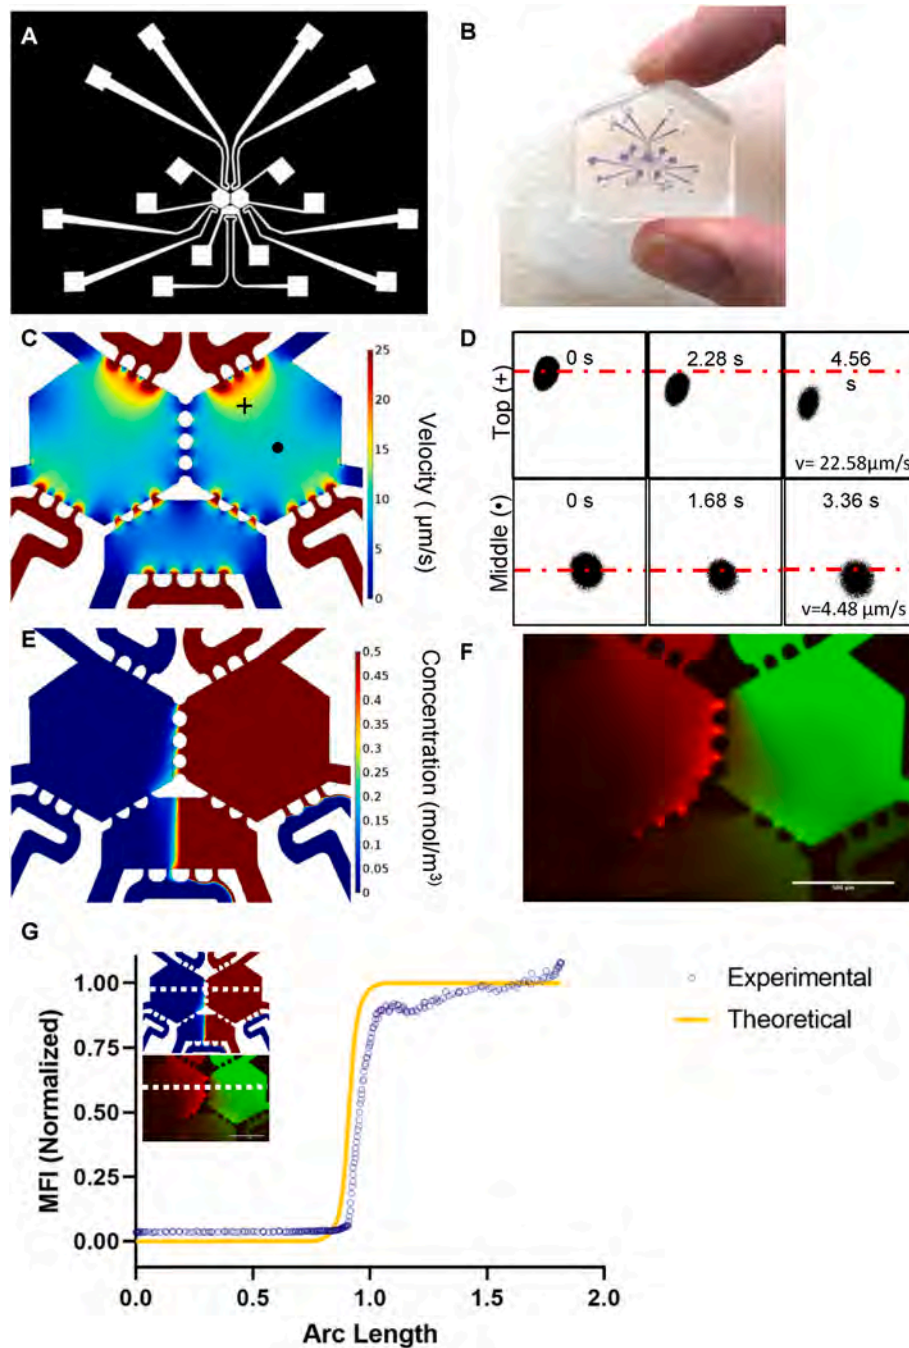 A
B
C
25
20
15
10
5
0
Velocity ( µm/s)
D
Top (+)
0 s
2.28 s
4.56
s
v= 22.58µm/s
Middle (•)
0 s
1.68 s
3.36 s
v=4.48 µm/s
E
0.5
0.45
0.4
0.35
0.3
0.25
0.2
0.15
0.1
0.05
0
Concentration (mol/m³)
F
G
MFI (Normalized)
1.00
0.75
0.50
0.25
0.00
0.0 0.5 1.0 1.5 2.0
Arc Length
Experimental
Theoretical